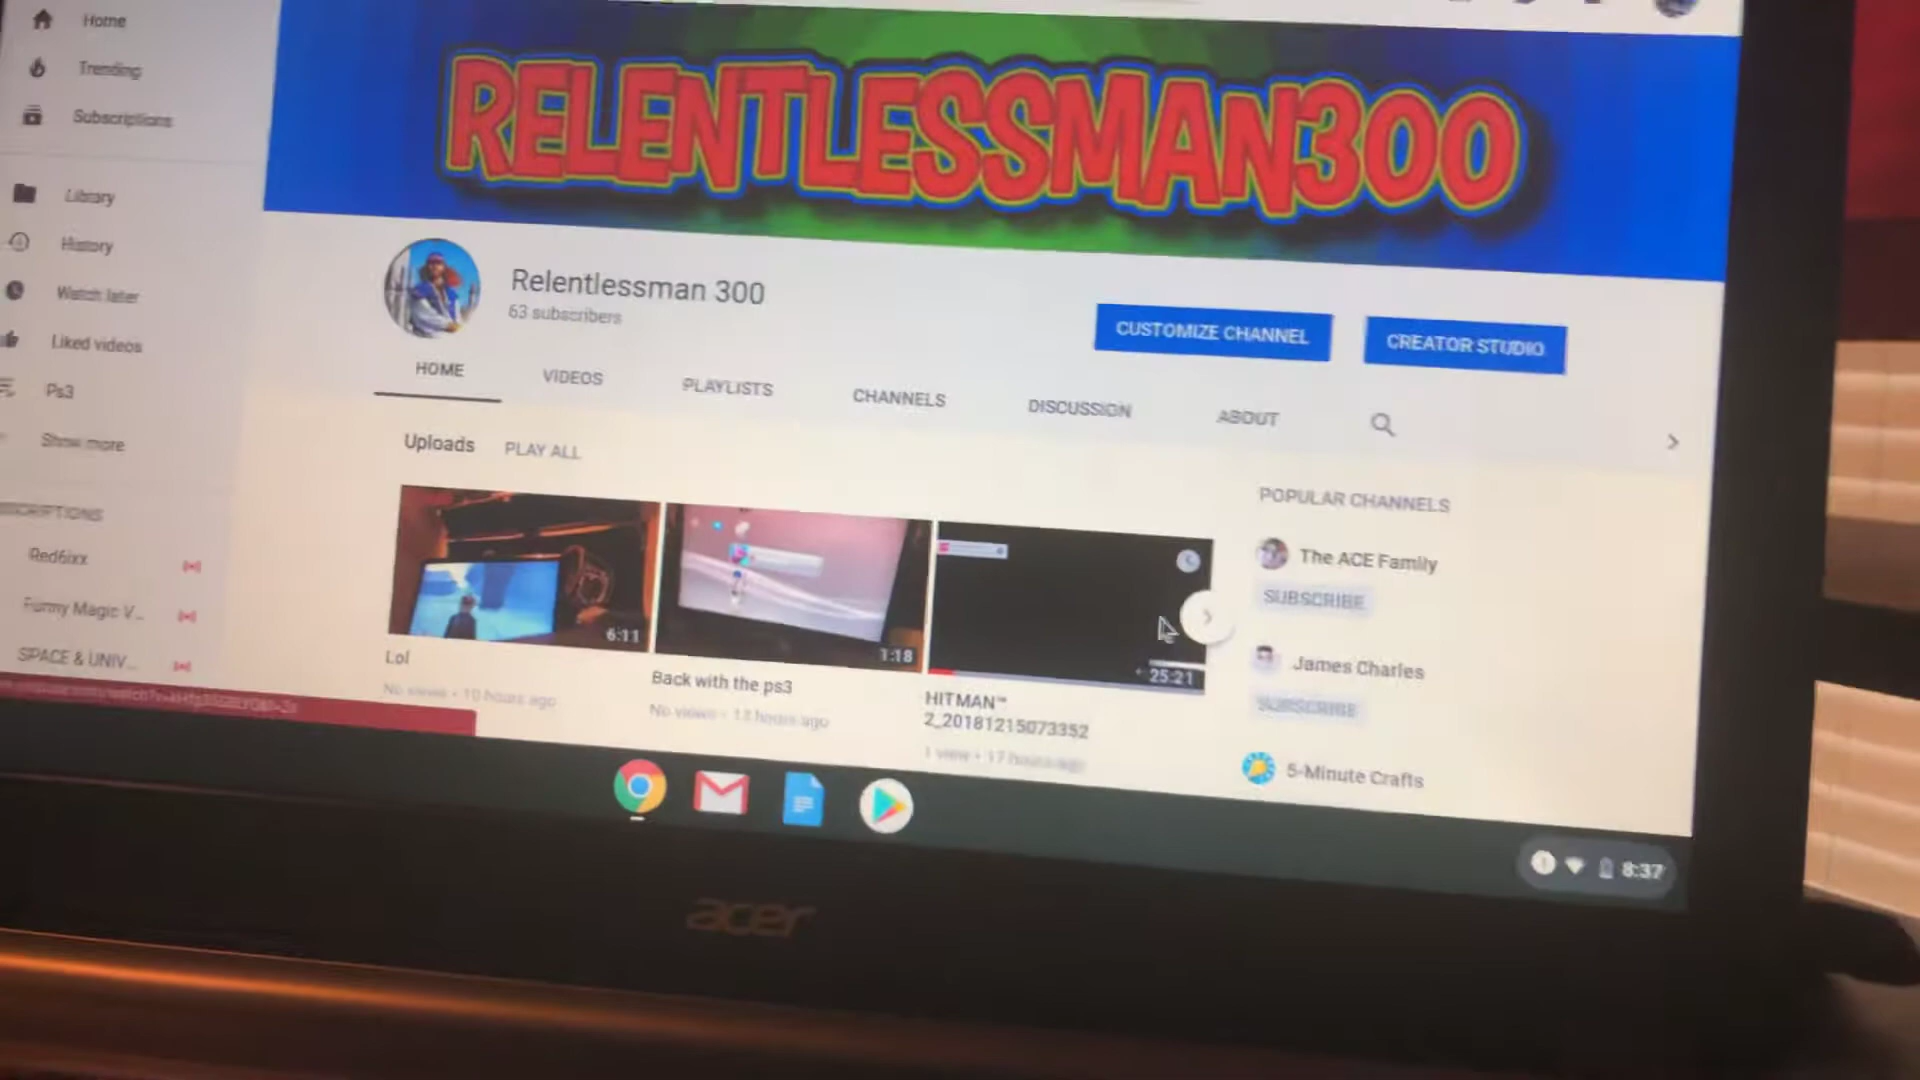 Home
Trending
Subscriptions
Library
History
Watch later
Liked videos
Ps3
Show more
Red6ixx
Funny Magic V...
SPACE & UNIV...
RELENTLESSMAN300
Relentlessman 300
63 subscribers
CUSTOMIZE CHANNEL
CREATOR STUDIO
HOME
VIDEOS
PLAYLISTS
CHANNELS
DISCUSSION
ABOUT
Uploads
PLAY ALL
6:11
Lol
No views • 10 hours ago
1:18
Back with the ps3
No views • 13 hours ago
25:21
HITMAN™
2_20181215073352
1 view • 17 hours ago
POPULAR CHANNELS
The ACE Family
SUBSCRIBE
James Charles
SUBSCRIBE
5-Minute Crafts
8:37
acer